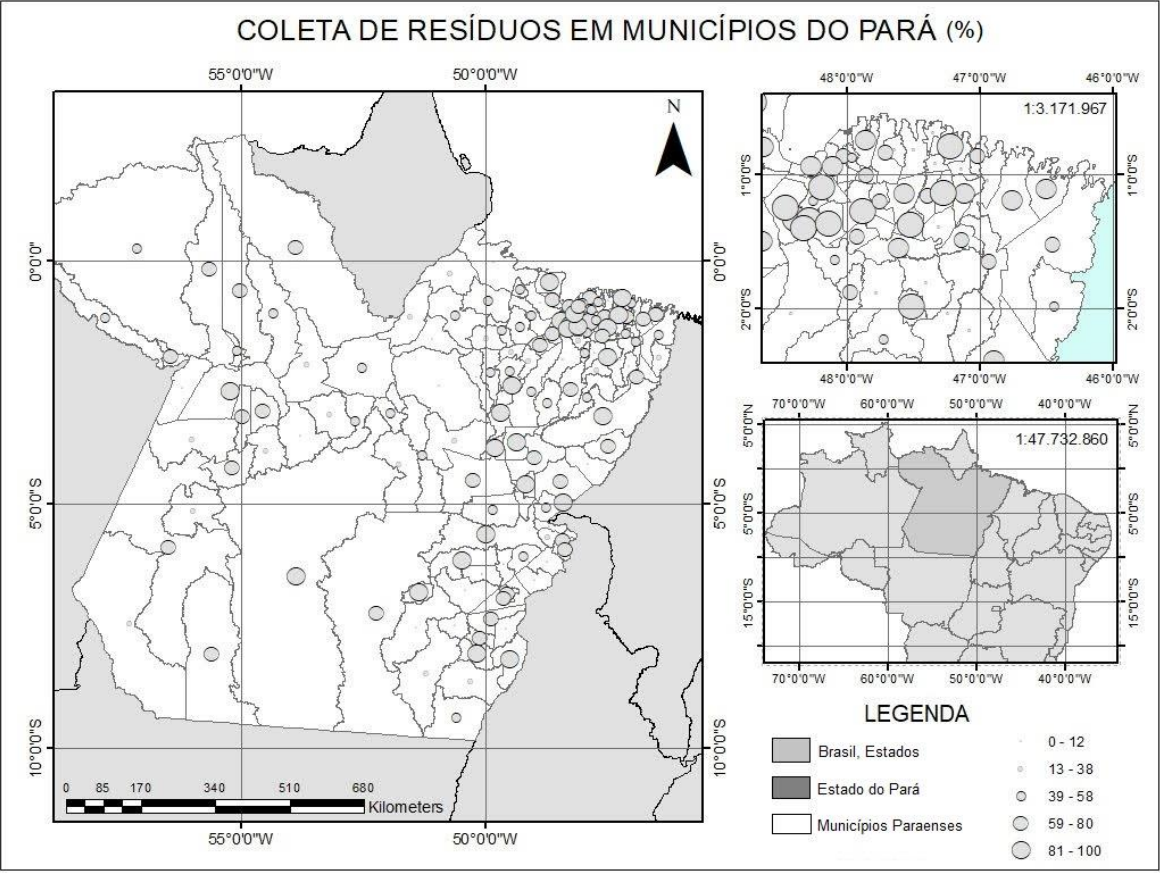 COLETA DE RESÍDUOS EM MUNICÍPIOS DO PARÁ (%)
55°0'0"W 50°0'0"W
N
0°0'0" 0°0'0"
5°0'0"S 5°0'0"S
10°0'0"S 10°0'0"S
0 85 170 340 510 680
Kilometers
55°0'0"W 50°0'0"W
48°0'0"W 47°0'0"W 46°0'0"W
1:3.171.967
1°0'0"S 1°0'0"S
2°0'0"S 2°0'0"S
48°0'0"W 47°0'0"W 46°0'0"W
70°0'0"W 60°0'0"W 50°0'0"W 40°0'0"W
1:47.732.860
5°0'0"N 5°0'0"N
5°0'0"S 5°0'0"S
15°0'0"S 15°0'0"S
70°0'0"W 60°0'0"W 50°0'0"W 40°0'0"W
LEGENDA
Brasil, Estados
Estado do Pará
Municípios Paraenses
0 - 12
13 - 38
39 - 58
59 - 80
81 - 100